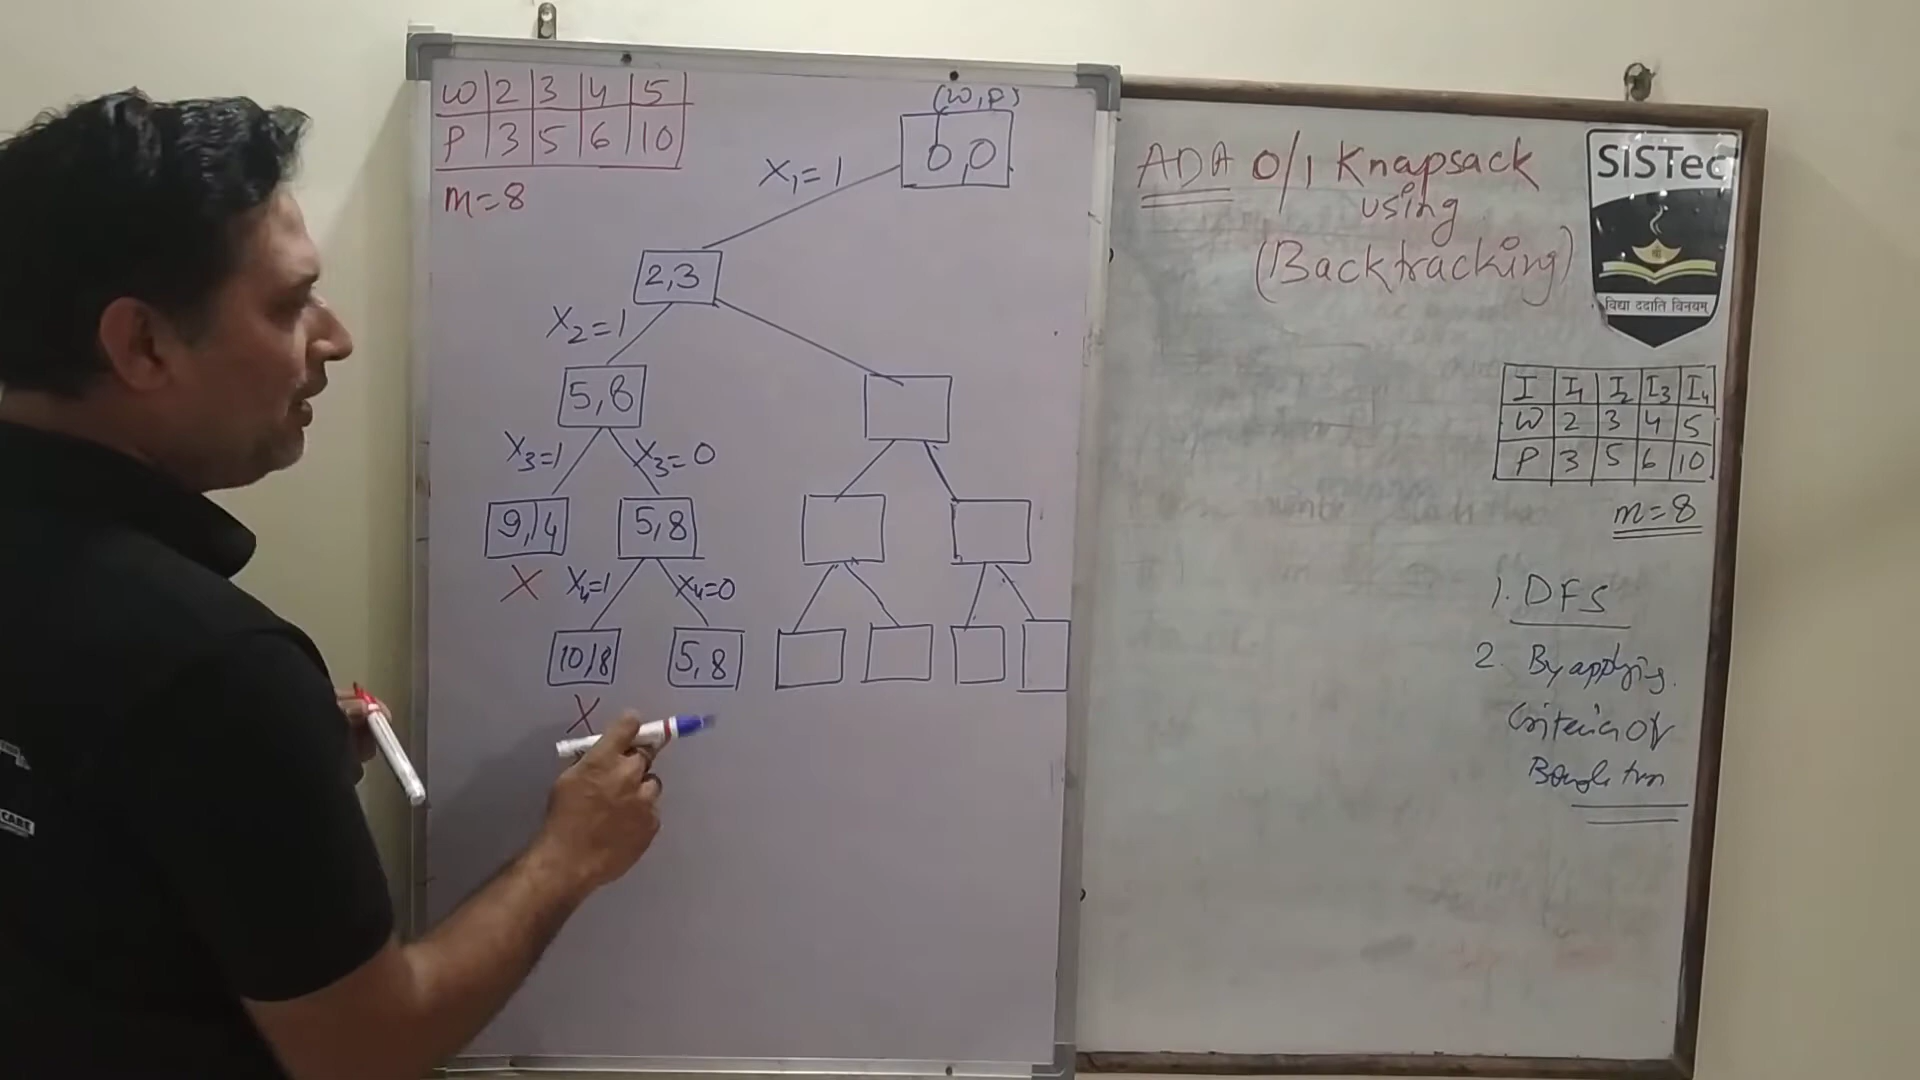 W 2 3 4 5
P 3 5 6 10
m=8
(W,P)
0,0
X₁=1
2,3
X₂=1
5,8
X₃=1 X₃=0
9,14 5,8
X X₄=1 X₄=0
10,18 5,8
X
ADA 0/1 Knapsack
using
(Backtracking)
SISTec
विद्या ददाति विनयम्
I I₁ I₂ I₃ I₄
W 2 3 4 5
P 3 5 6 10
m=8
1. DFS
2. By applying
Criteria Of
CARE